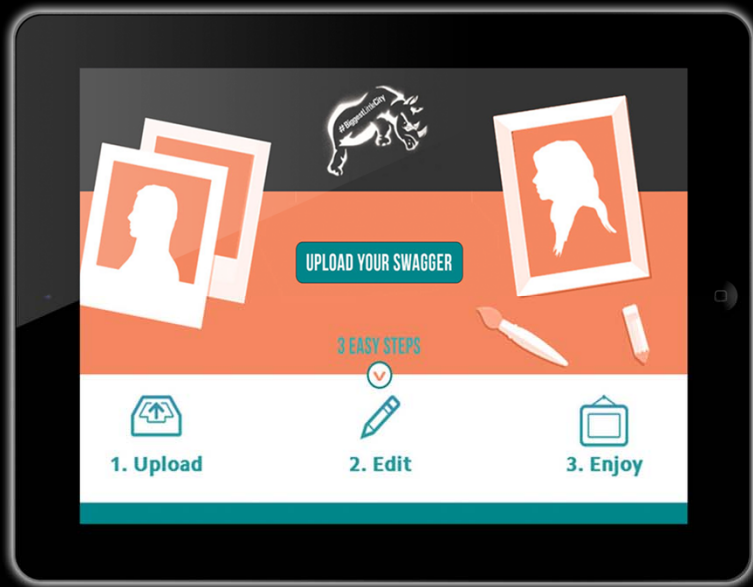 #BiggestLittleCity
UPLOAD YOUR SWAGGER
3 EASY STEPS
1. Upload
2. Edit
3. Enjoy